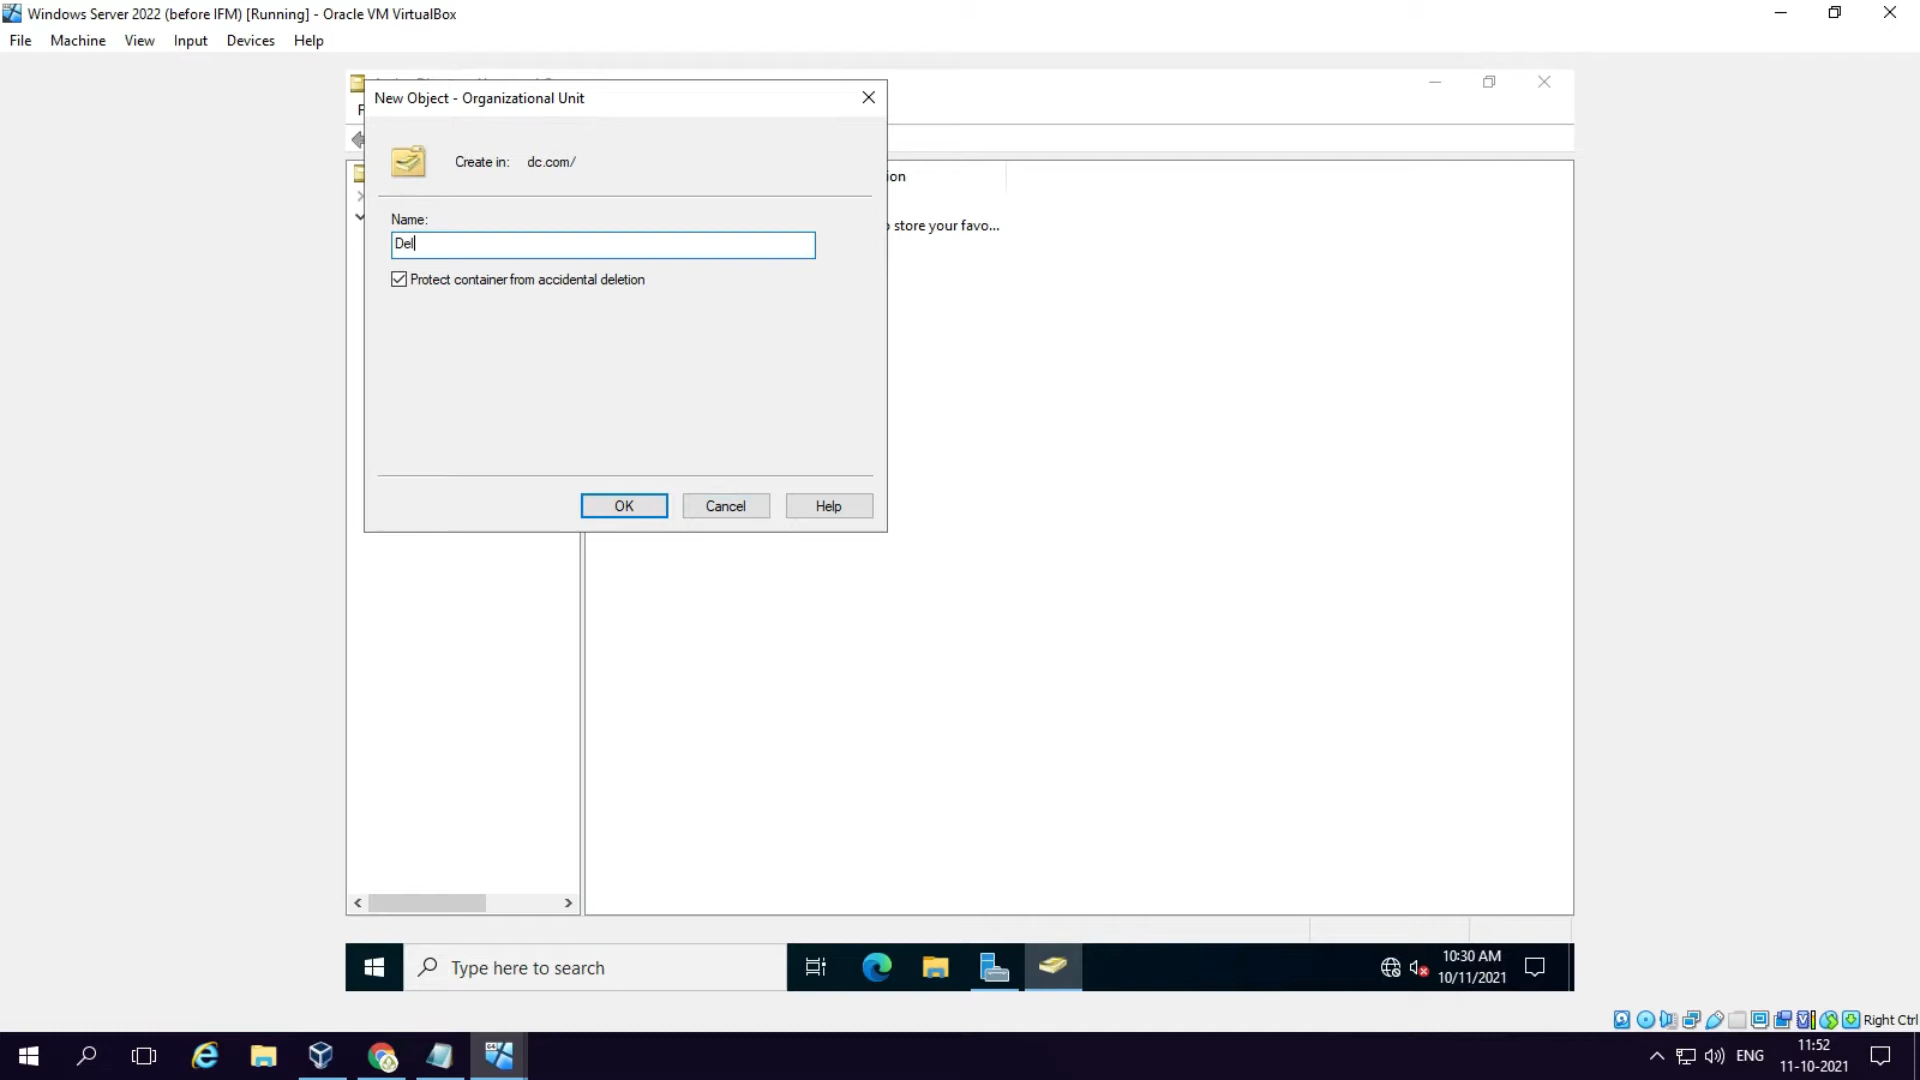 Windows Server 2022 (before IFM) [Running] - Oracle VM VirtualBox
File Machine View Input Devices Help
New Object - Organizational Unit
Create in: dc.com/
ion
Name:
store your favo...
Del
Protect container from accidental deletion
OK Cancel Help
Type here to search
10:30 AM
10/11/2021
Right Ctrl
ENG
11:52
11-10-2021